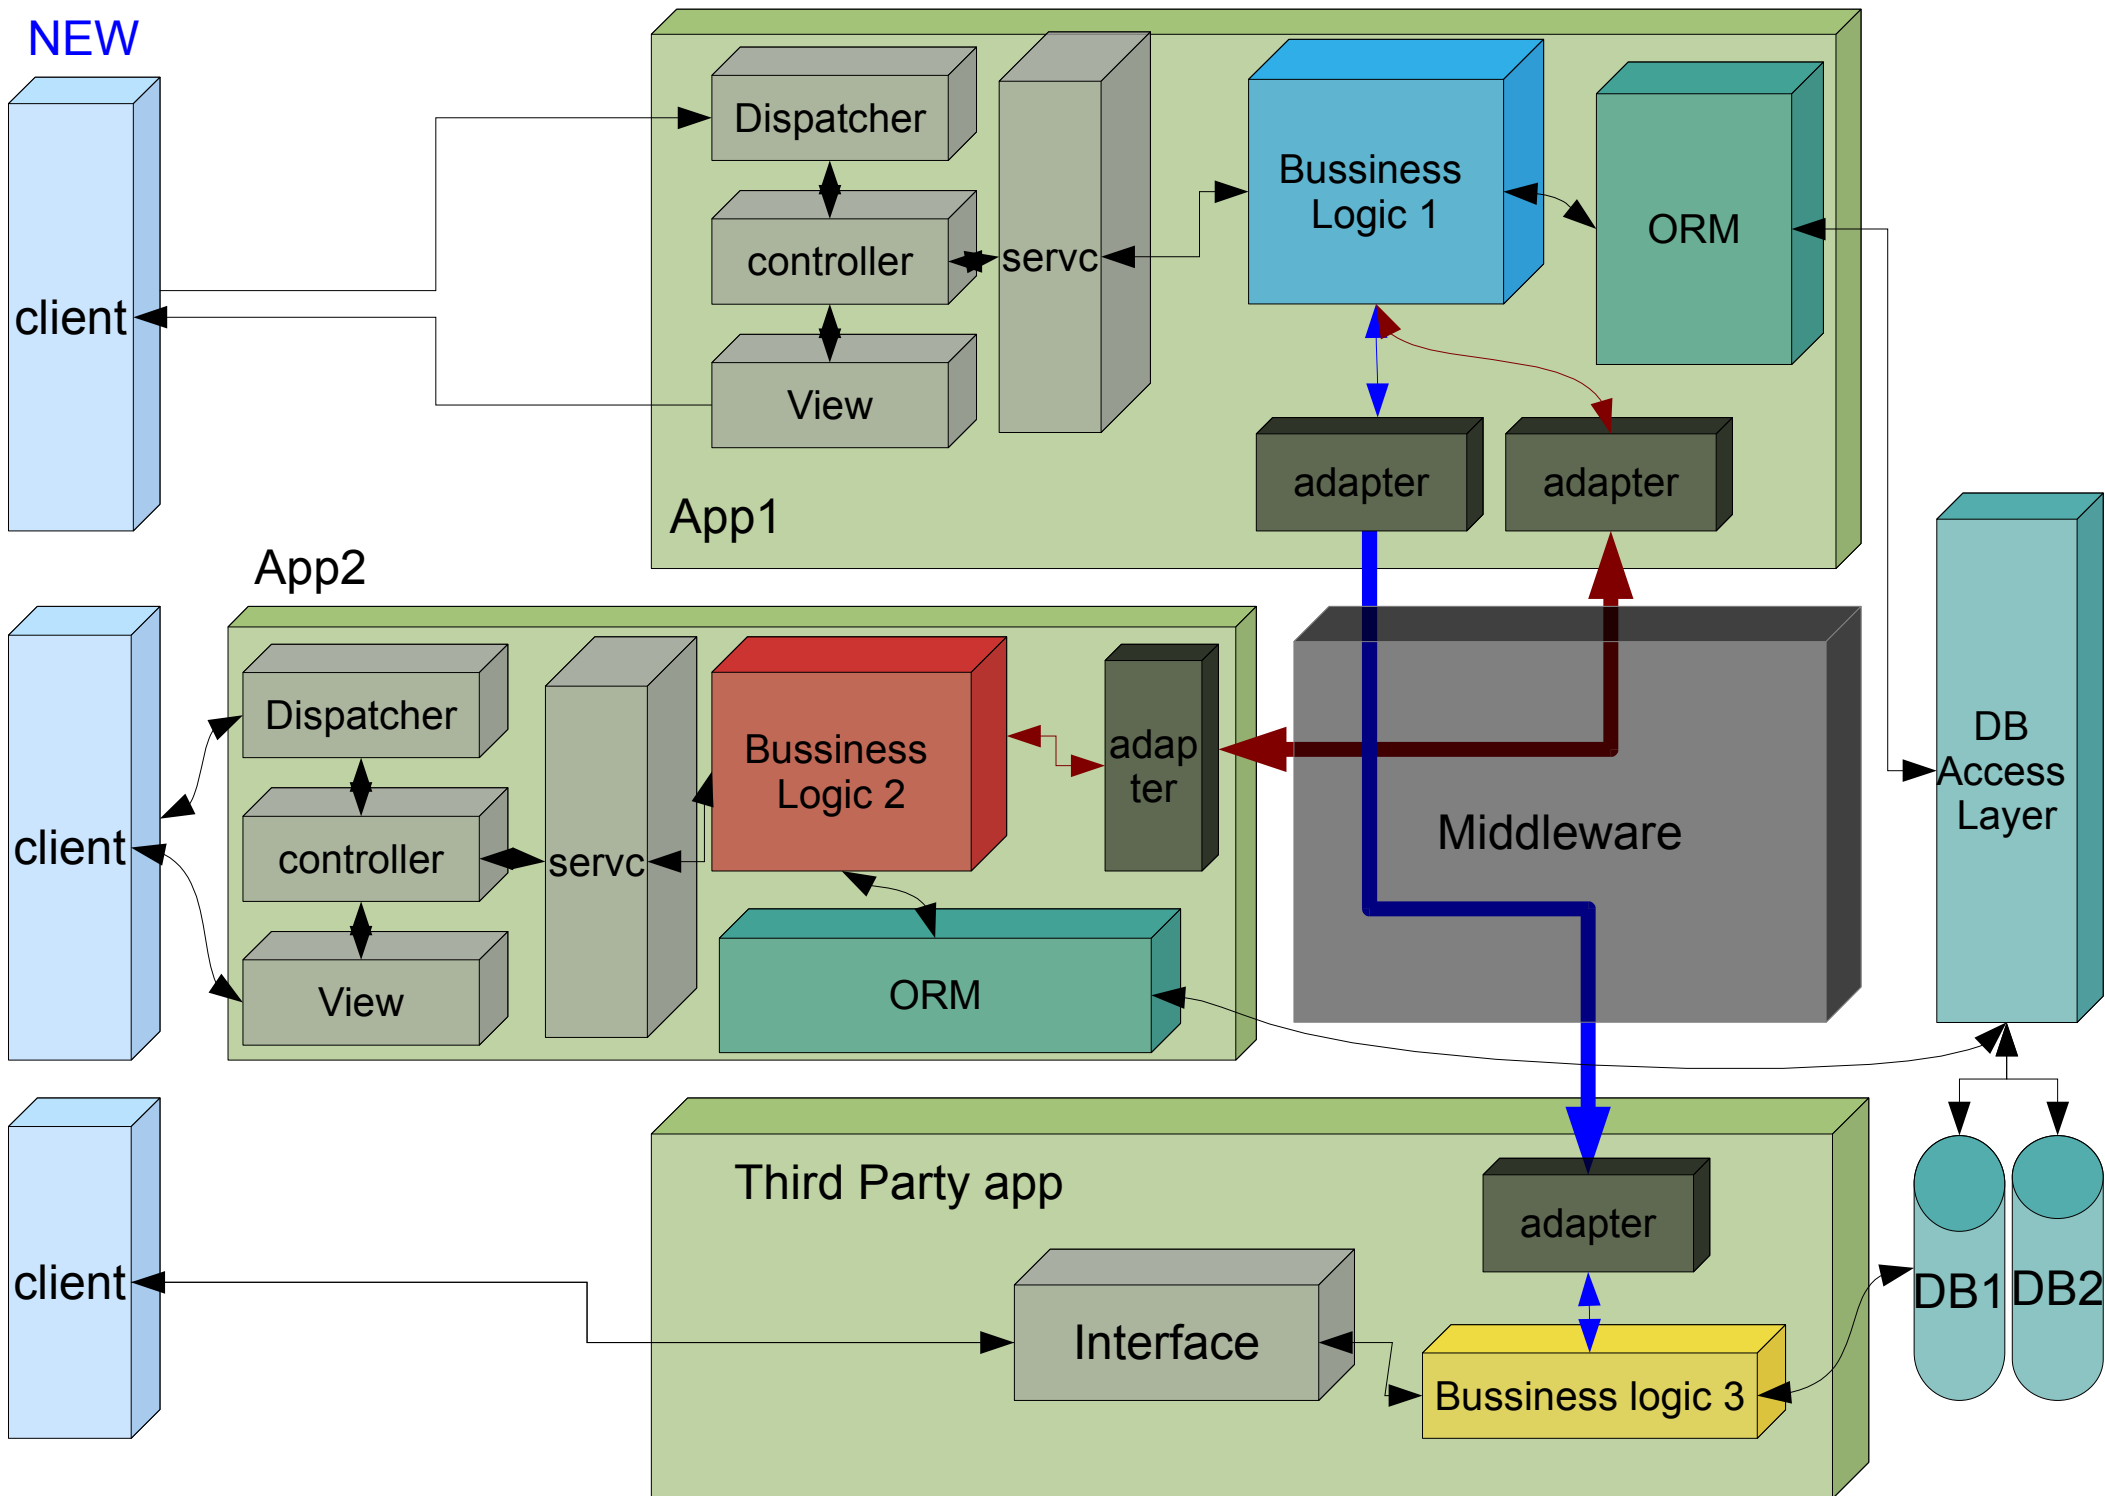 NEW
client
Dispatcher
controller
View
servc
Bussiness
Logic 1
ORM
adapter
adapter
App1
App2
client
Dispatcher
controller
View
servc
Bussiness
Logic 2
adap
ter
ORM
Middleware
DB
Access
Layer
client
Third Party app
Interface
adapter
Bussiness logic 3
DB1
DB2